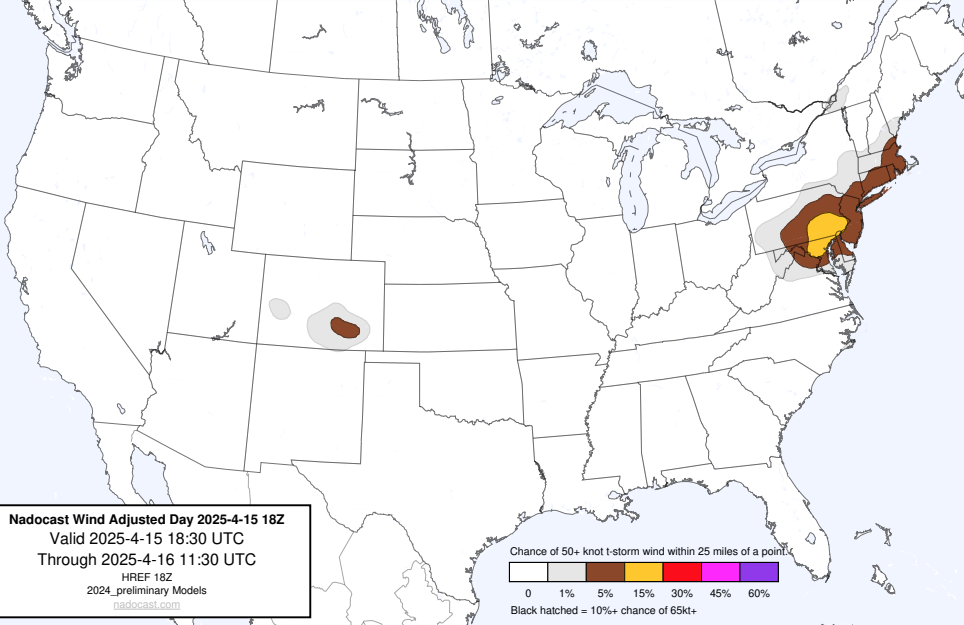 Nadocast Wind Adjusted Day 2025-4-15 18Z
Valid 2025-4-15 18:30 UTC
Through 2025-4-16 11:30 UTC
HREF 18Z
2024_preliminary Models
nadocast.com
Chance of 50+ knot t-storm wind within 25 miles of a point.
0 1% 5% 15% 30% 45% 60%
Black hatched = 10%+ chance of 65kt+